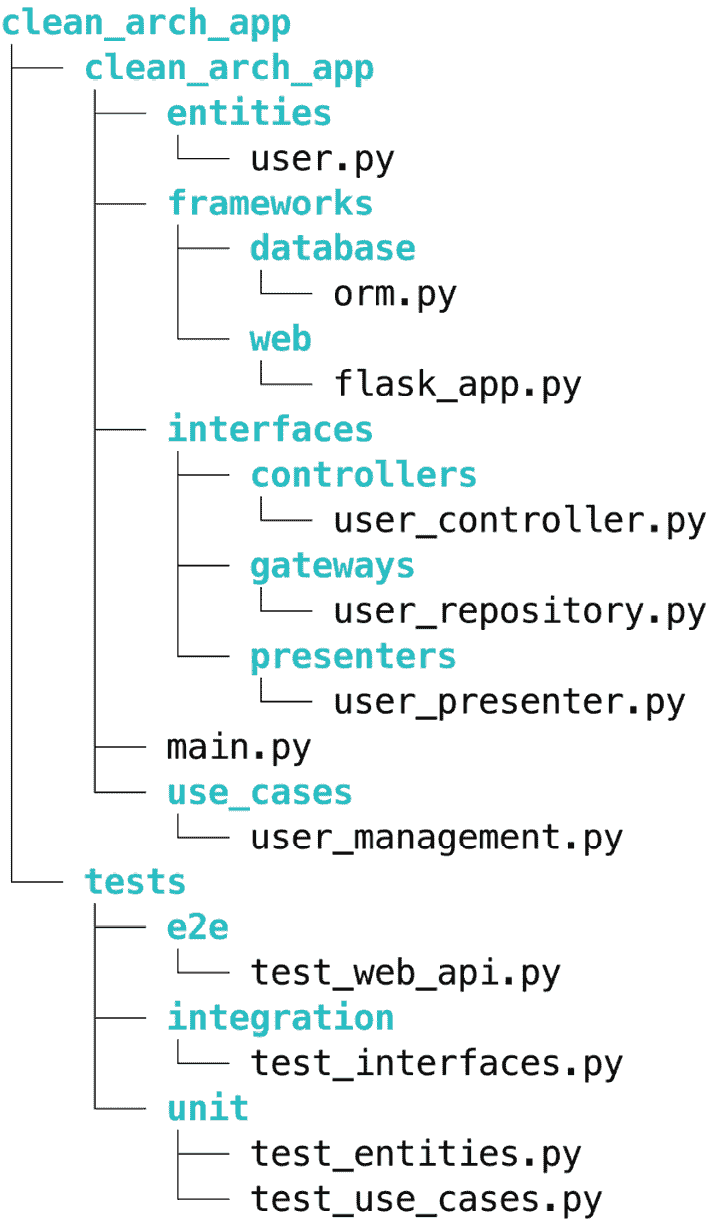 clean_arch_app
clean_arch_app
entities
user.py
frameworks
database
orm.py
web
flask_app.py
interfaces
controllers
user_controller.py
gateways
user_repository.py
presenters
user_presenter.py
main.py
use_cases
user_management.py
tests
e2e
test_web_api.py
integration
test_interfaces.py
unit
test_entities.py
test_use_cases.py